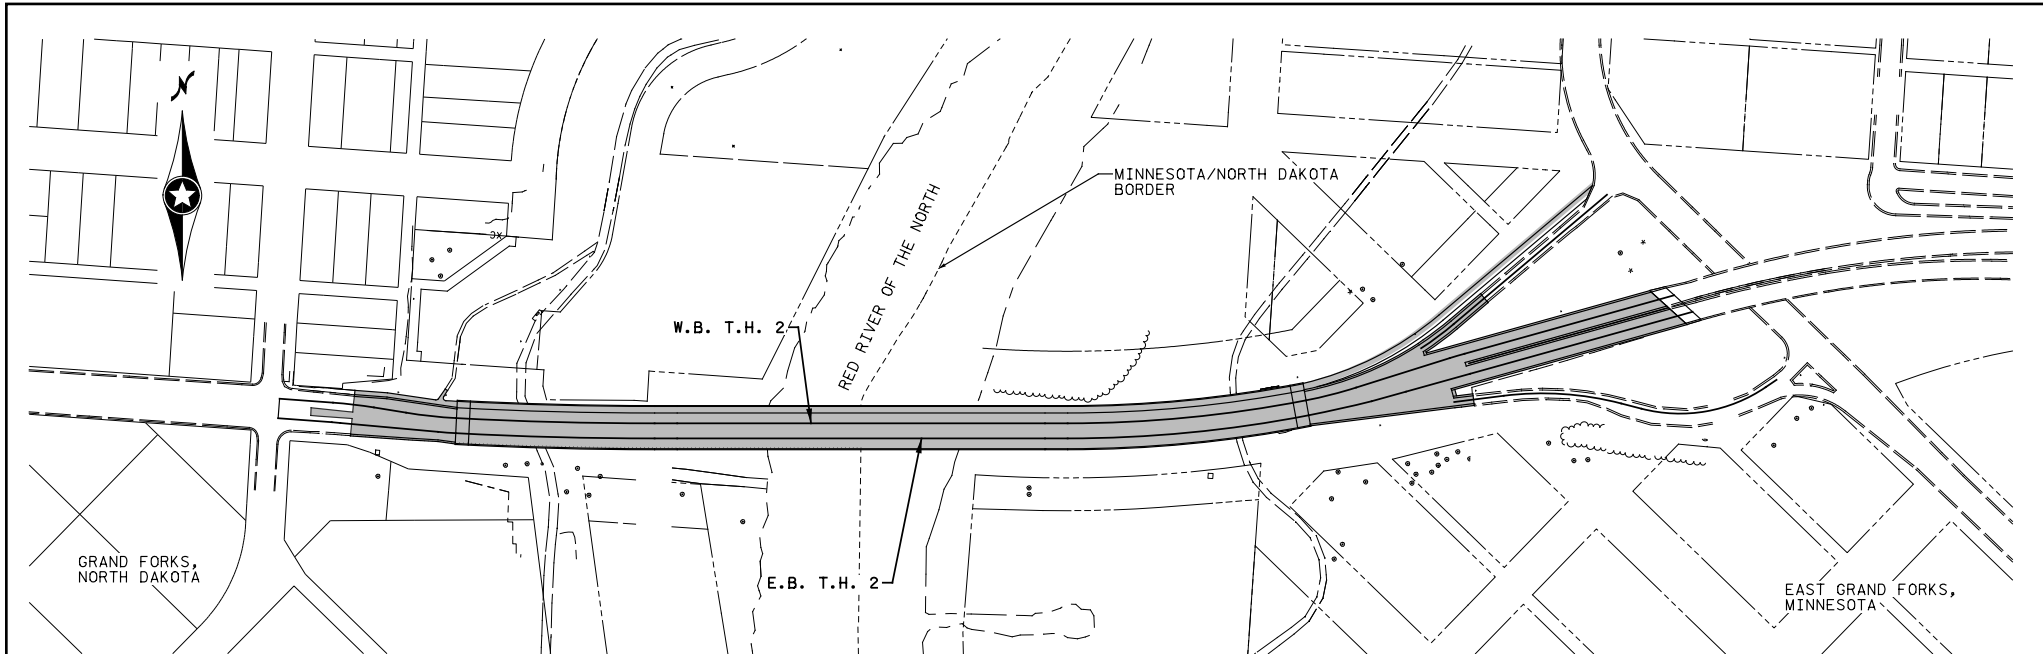 N
MINNESOTA/NORTH DAKOTA
BORDER
RED RIVER OF THE NORTH
W.B. T.H. 2
E.B. T.H. 2
GRAND FORKS,
NORTH DAKOTA
EAST GRAND FORKS,
MINNESOTA